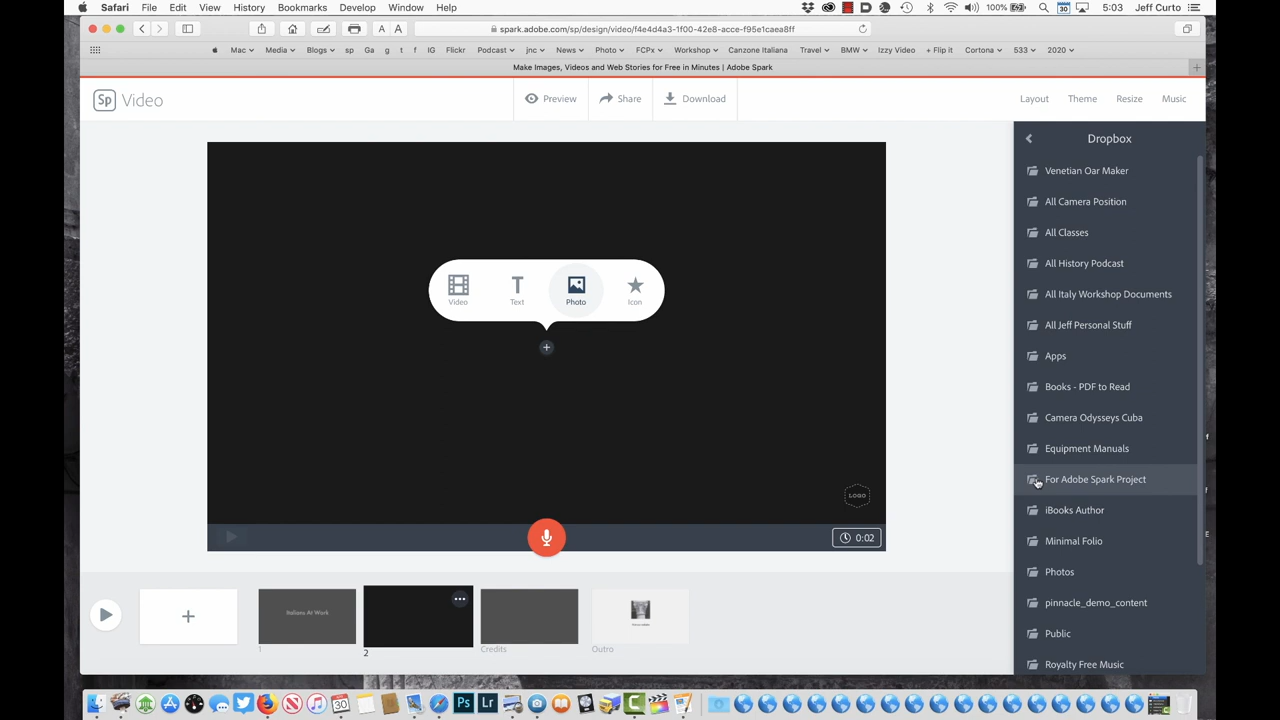 Safari File Edit View History Bookmarks Develop Window Help 100% 30 5:03 Jeff Curto
spark.adobe.com/sp/design/video/f4e4d4a3-1f00-42e8-acce-f95e1caea8ff
Mac Media Blogs sp Ga g t f IG Flickr Podcast jnc News Photo FCPx Workshop Canzone Italiana Travel BMW Izzy Video + Flip it Cortona 533 2020
Make Images, Videos and Web Stories for Free in Minutes | Adobe Spark
Sp Video Preview Share Download Layout Theme Resize Music
Dropbox
Venetian Oar Maker
All Camera Position
All Classes
All History Podcast
All Italy Workshop Documents
All Jeff Personal Stuff
Apps
Books - PDF to Read
Camera Odysseys Cuba
Equipment Manuals
For Adobe Spark Project
iBooks Author
Minimal Folio
Photos
pinnacle_demo_content
Public
Royalty Free Music
Video Text Photo Icon
LOGO
0:02
Italians At Work
1 2 Credits Outro
30 Ps Lr